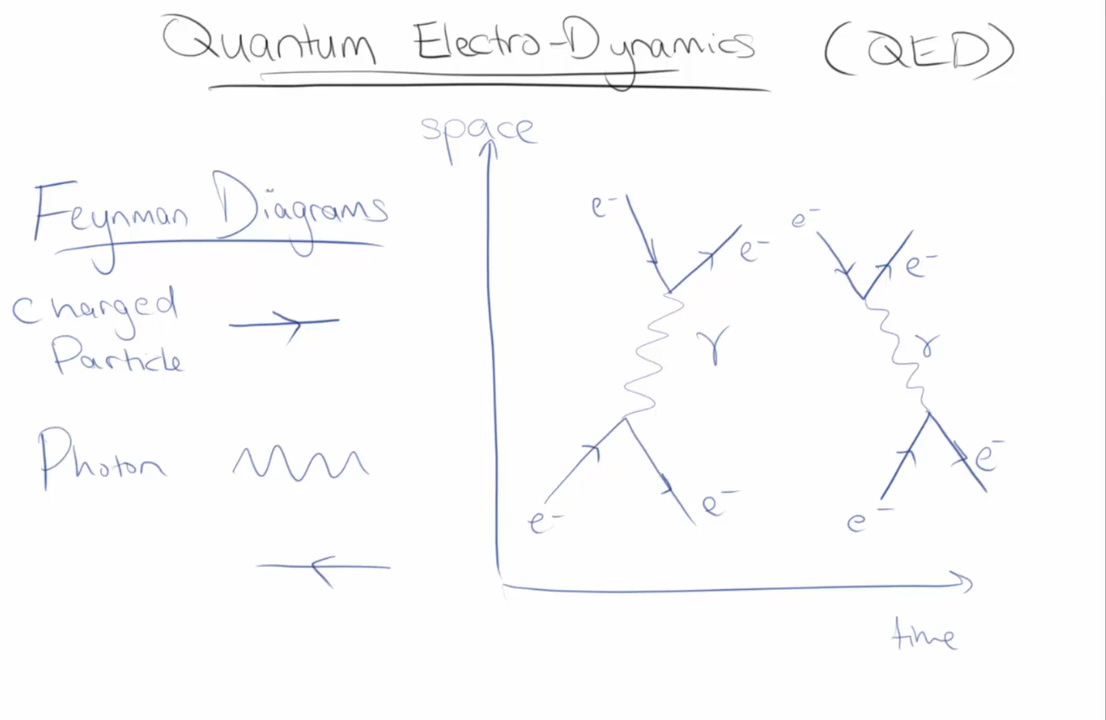 Quantum Electro-Dynamics (QED)
space
Feynman Diagrams
Charged
Particle
Photon
e⁻
e⁻
γ
e⁻
e⁻
e⁻
e⁻
γ
e⁻
e⁻
time